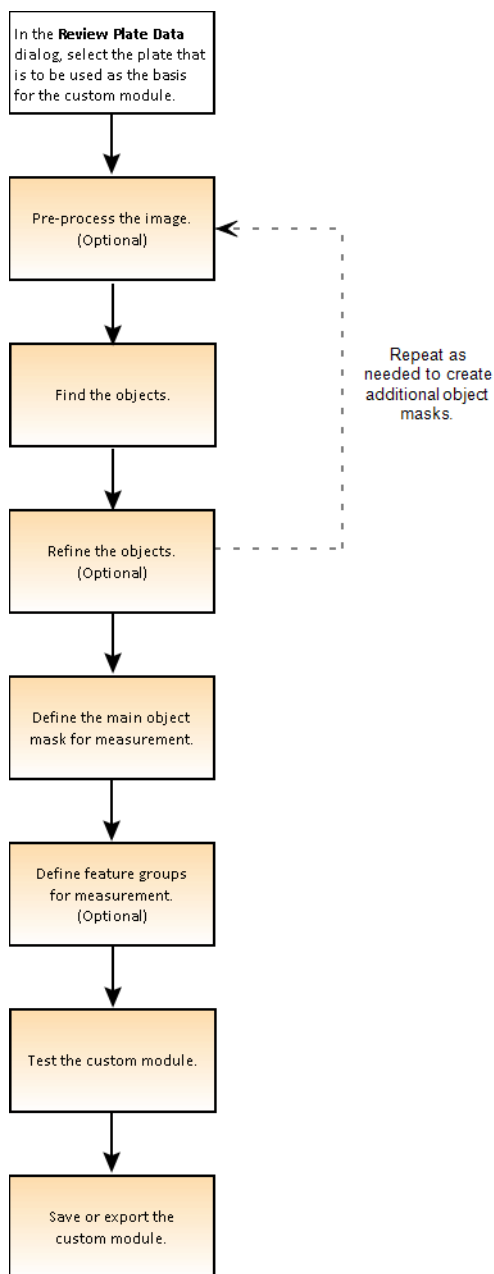 In the Review Plate Data
dialog, select the plate that
is to be used as the basis
for the custom module.
Pre-process the image.
(Optional)
Find the objects.
Repeat as
needed to create
additional object
masks.
Refine the objects.
(Optional)
Define the main object
mask for measurement.
Define feature groups
for measurement.
(Optional)
Test the custom module.
Save or export the
custom module.